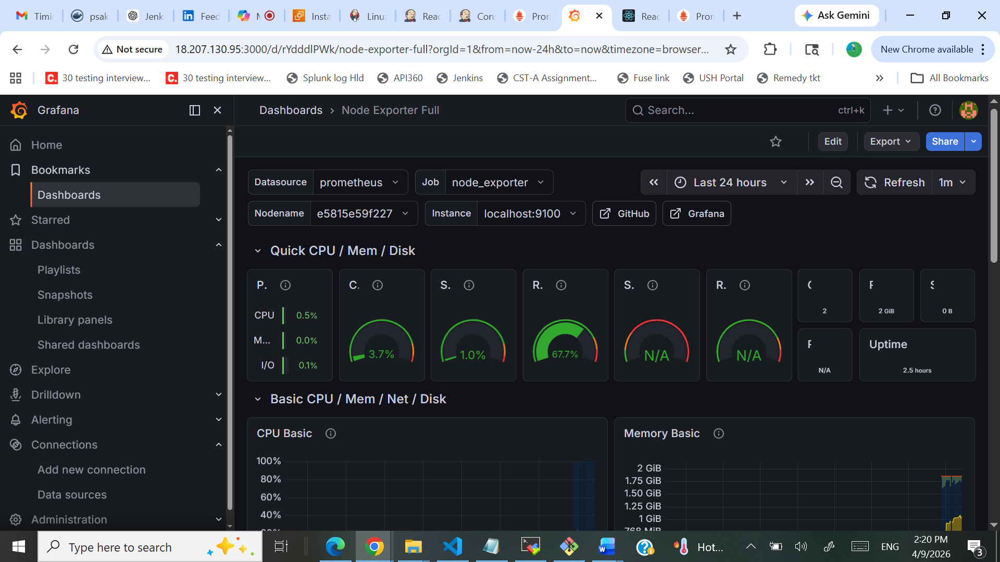 Timi
psak
Jenk
Feed
M
Insta
Linu
Read
Con
Pron
Reac
Pron
Ask Gemini
Not secure
18.207.130.95:3000/d/rYdddlPWk/node-exporter-full?orgId=1&from=now-24h&to=now&timezone=browser...
New Chrome available
30 testing interview...
30 testing interview...
Splunk log Hld
API360
Jenkins
CST-A Assignment...
Fuse link
USH Portal
Remedy tkt
»
All Bookmarks
Grafana
Dashboards › Node Exporter Full
Search...
ctrl+k
Home
Bookmarks
Dashboards
Starred
Dashboards
Playlists
Snapshots
Library panels
Shared dashboards
Explore
Drilldown
Alerting
Connections
Add new connection
Data sources
Administration
Edit
Export
Share
Datasource prometheus
Job node_exporter
Last 24 hours
Refresh 1m
Nodename e5815e59f227
Instance localhost:9100
GitHub
Grafana
Quick CPU / Mem / Disk
P.
CPU 0.5%
M... 0.0%
I/O 0.1%
C.
3.7%
S.
1.0%
R.
67.7%
S.
N/A
R.
N/A
2
2 GiB
0 B
N/A
Uptime
2.5 hours
Basic CPU / Mem / Net / Disk
CPU Basic
100%
80%
60%
40%
Memory Basic
2 GiB
1.75 GiB
1.50 GiB
1.25 GiB
1 GiB
768 MiB
Type here to search
Hot...
ENG
2:20 PM
4/9/2026
3